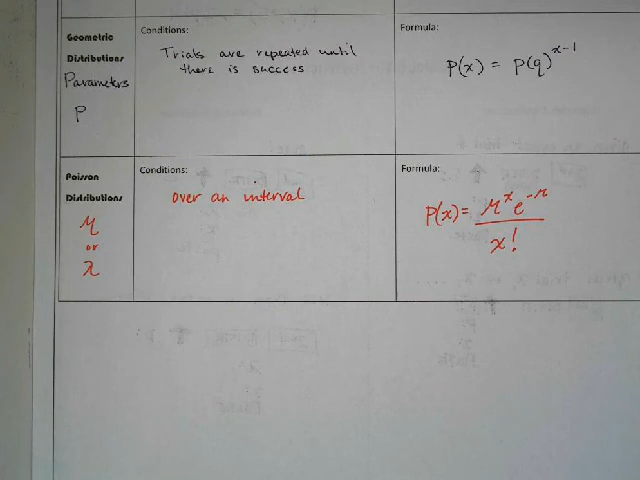 Geometric
Distributions
Parameters
P
Conditions:
Trials are repeated until
there is success
Formula:
P(x) = P(q)^{x-1}
Poisson
Distributions
μ
or
λ
Conditions:
over an interval
Formula:
P(x) = \frac{μ^x e^{-μ}}{x!}